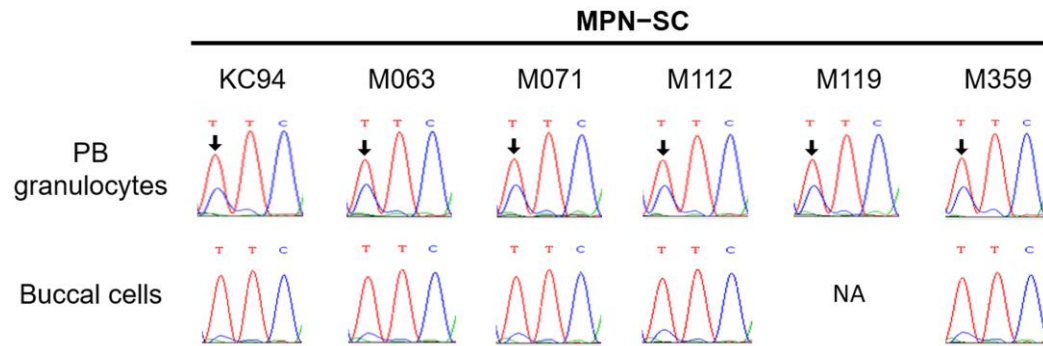 MPN−SC
KC94 M063 M071 M112 M119 M359
T T C T T C T T C T T C T T C T T C
PB
granulocytes
T T C T T C T T C T T C T T C
Buccal cells NA